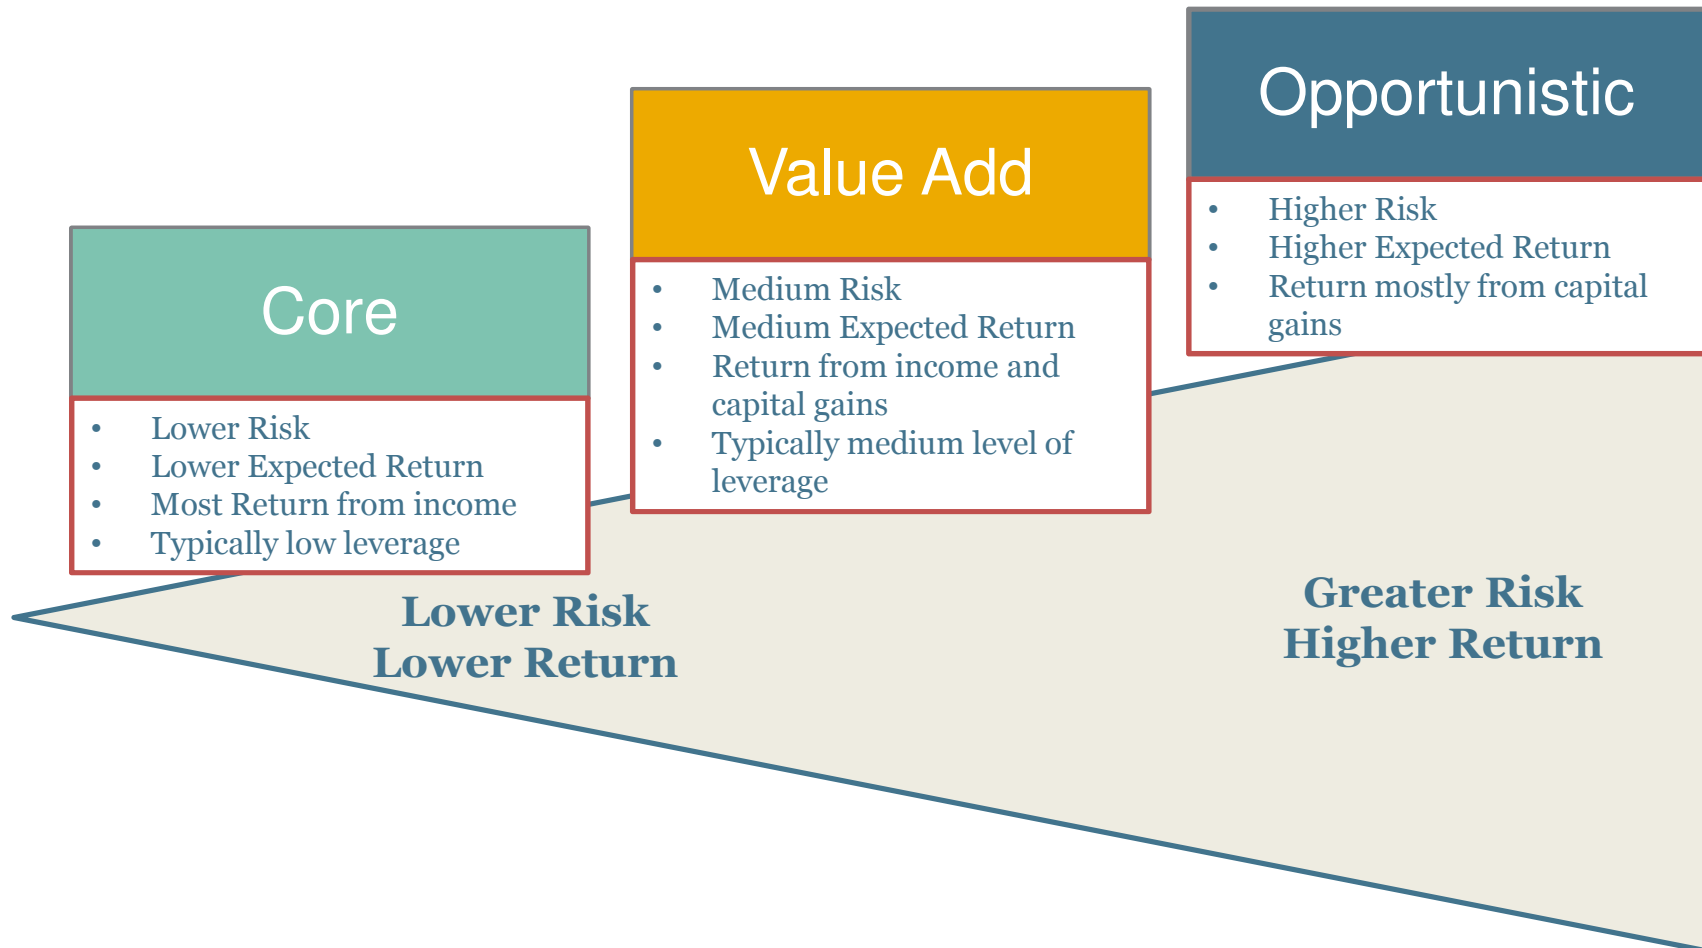 Core
• Lower Risk
• Lower Expected Return
• Most Return from income
• Typically low leverage
Value Add
• Medium Risk
• Medium Expected Return
• Return from income and
capital gains
• Typically medium level of
leverage
Opportunistic
• Higher Risk
• Higher Expected Return
• Return mostly from capital
gains
Lower Risk
Lower Return
Greater Risk
Higher Return